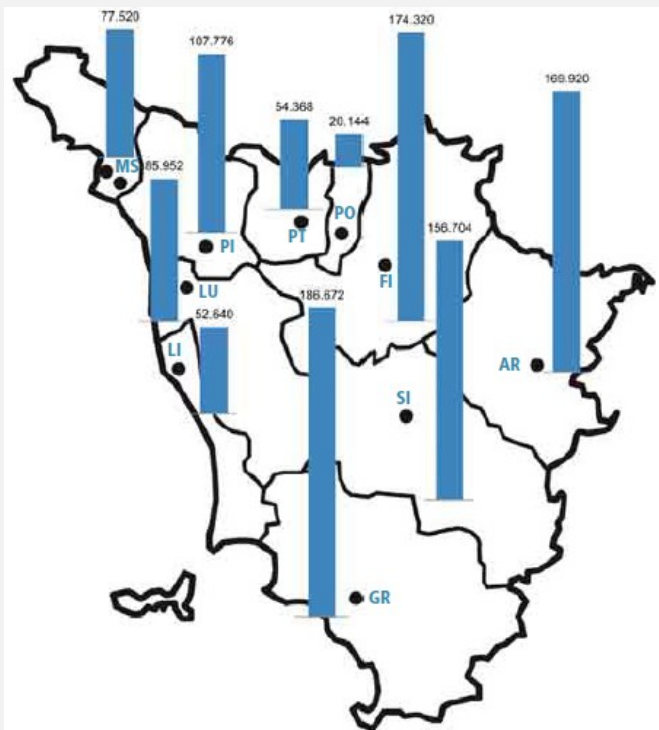 77.520
107.776
174.320
54.368
20.144
169.920
MS
85.952
PO
PT
PI
156.704
FI
LU
186.672
52.640
LI
AR
SI
GR